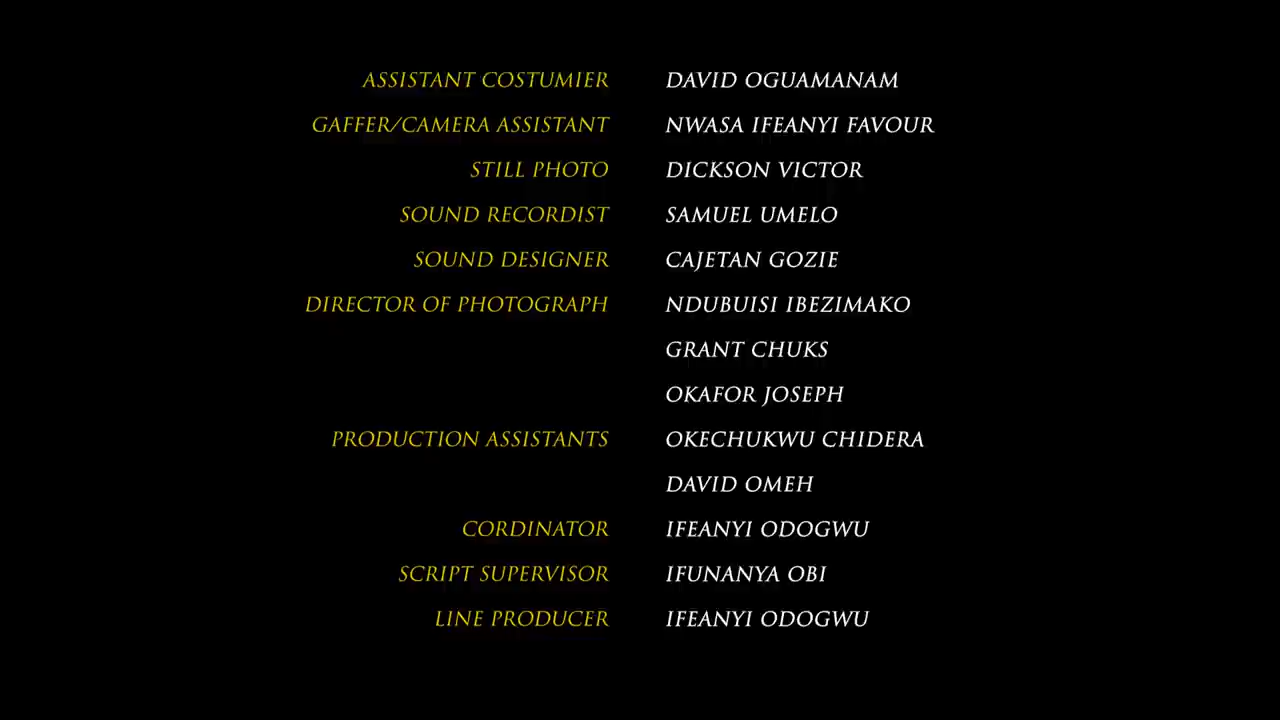 ASSISTANT COSTUMIER DAVID OGUAMANAM
GAFFER/CAMERA ASSISTANT NWASA IFEANYI FAVOUR
STILL PHOTO DICKSON VICTOR
SOUND RECORDIST SAMUEL UMELO
SOUND DESIGNER CAJETAN GOZIE
DIRECTOR OF PHOTOGRAPH NDUBUISI IBEZIMAKO
GRANT CHUKS
OKAFOR JOSEPH
PRODUCTION ASSISTANTS OKECHUKWU CHIDERA
DAVID OMEH
CORDINATOR IFEANYI ODOGWU
SCRIPT SUPERVISOR IFUNANYA OBI
LINE PRODUCER IFEANYI ODOGWU